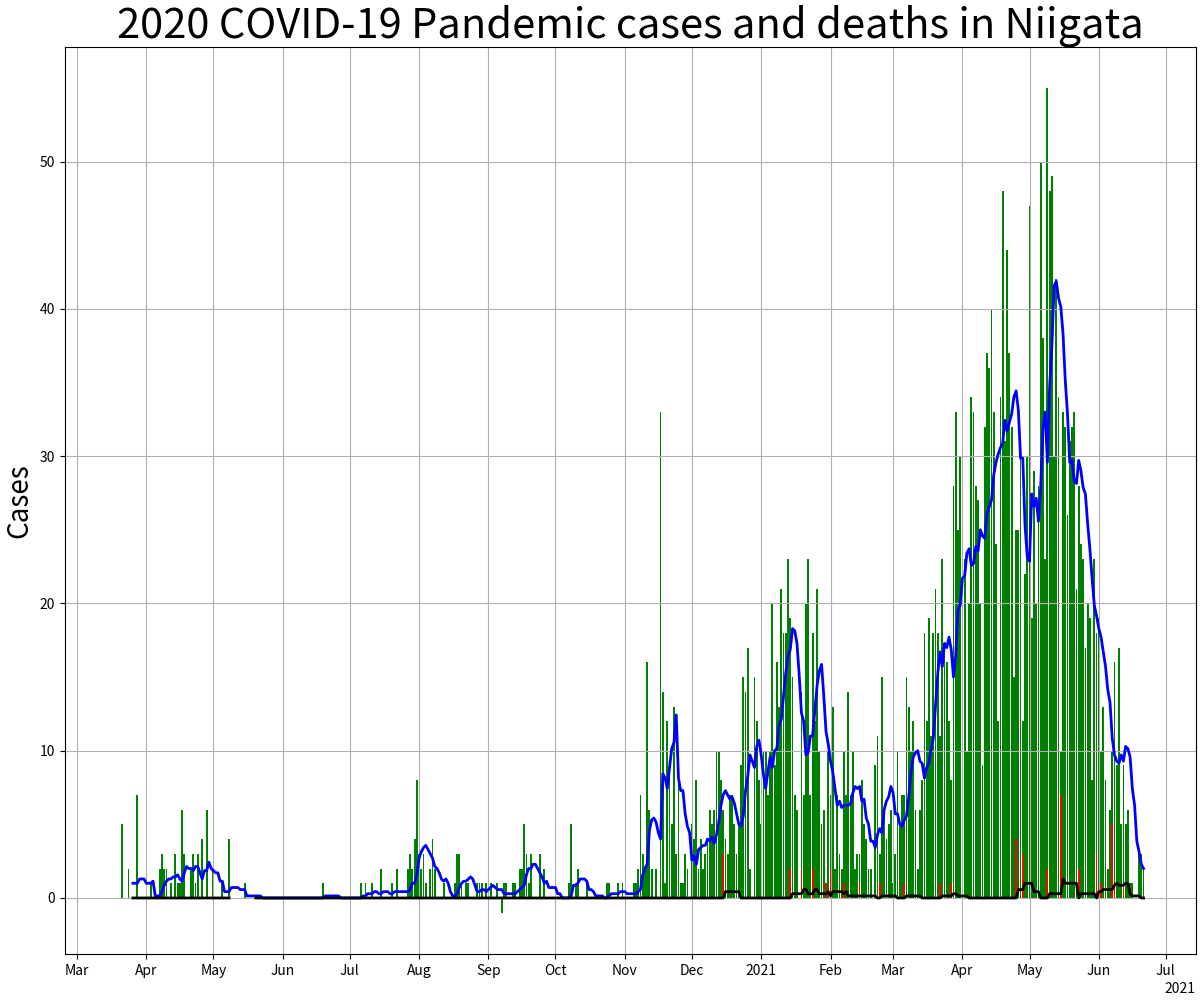 2020 COVID-19 Pandemic cases and deaths in Niigata
Cases
50
40
30
20
10
0
Mar Apr May Jun Jul Aug Sep Oct Nov Dec 2021 Feb Mar Apr May Jun Jul
2021